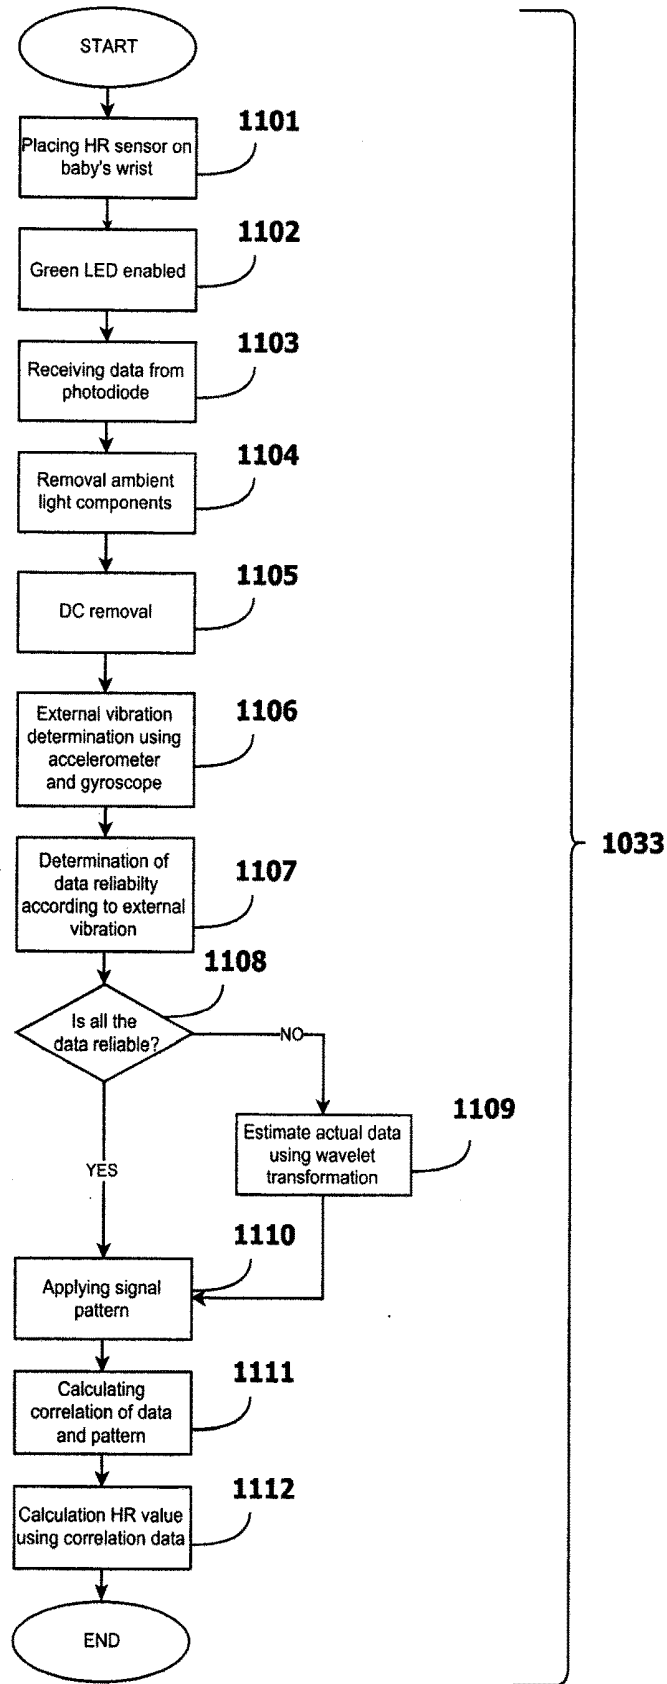 START
1101
Placing HR sensor on
baby's wrist
1102
Green LED enabled
1103
Receiving data from
photodiode
1104
Removal ambient
light components
1105
DC removal
1106
External vibration
determination using
accelerometer
and gyroscope
1033
1107
Determination of
data reliabilty
according to external
vibration
1108
Is all the
data reliable?
NO
1109
Estimate actual data
using wavelet
transformation
YES
1110
Applying signal
pattern
1111
Calculating
correlation of data
and pattern
1112
Calculation HR value
using correlation data
END